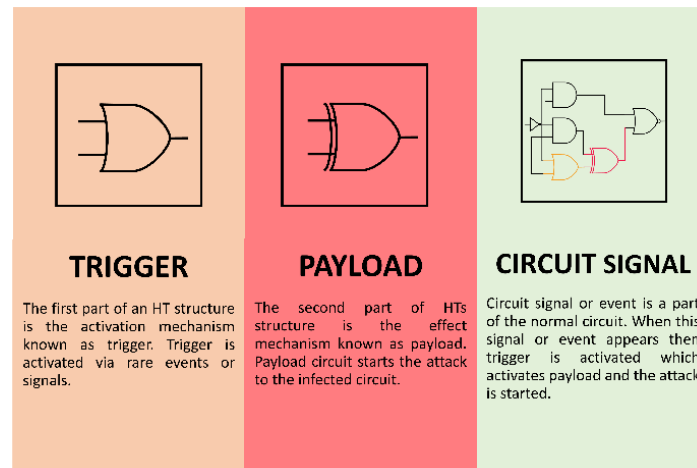 TRIGGER
The first part of an HT structure
is the activation mechanism
known as trigger. Trigger is
activated via rare events or
signals.
PAYLOAD
The second part of HTs
structure is the effect
mechanism known as payload.
Payload circuit starts the attack
to the infected circuit.
CIRCUIT SIGNAL
Circuit signal or event is a part
of the normal circuit. When this
signal or event appears then
trigger is activated which
activates payload and the attack
is started.